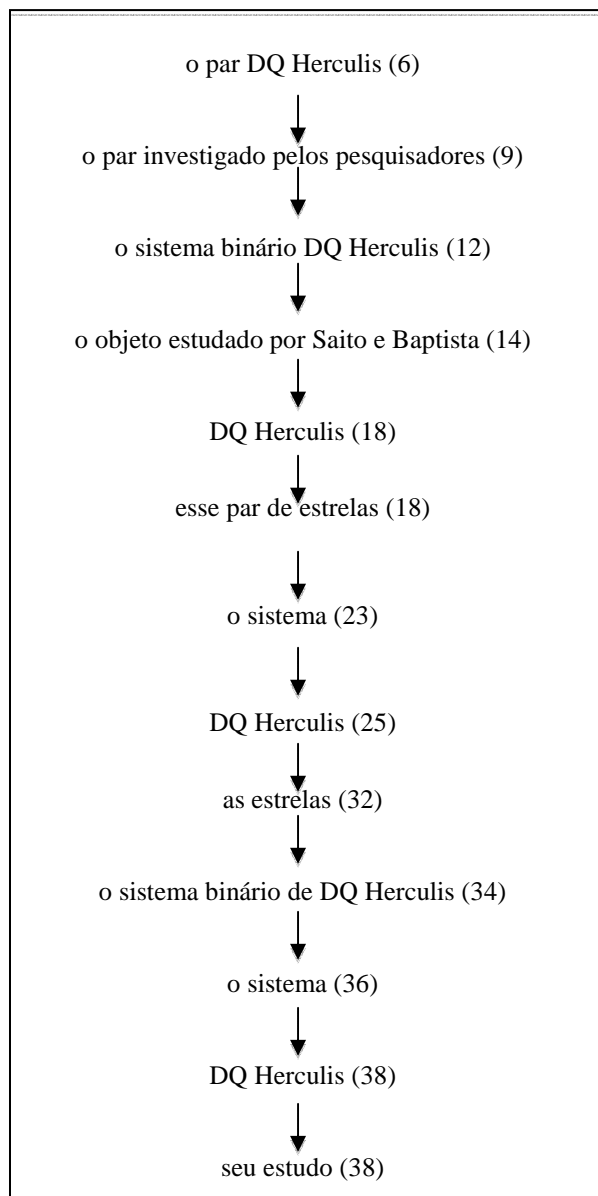 o par DQ Herculis (6)
o par investigado pelos pesquisadores (9)
o sistema binário DQ Herculis (12)
o objeto estudado por Saito e Baptista (14)
DQ Herculis (18)
esse par de estrelas (18)
o sistema (23)
DQ Herculis (25)
as estrelas (32)
o sistema binário de DQ Herculis (34)
o sistema (36)
DQ Herculis (38)
seu estudo (38)